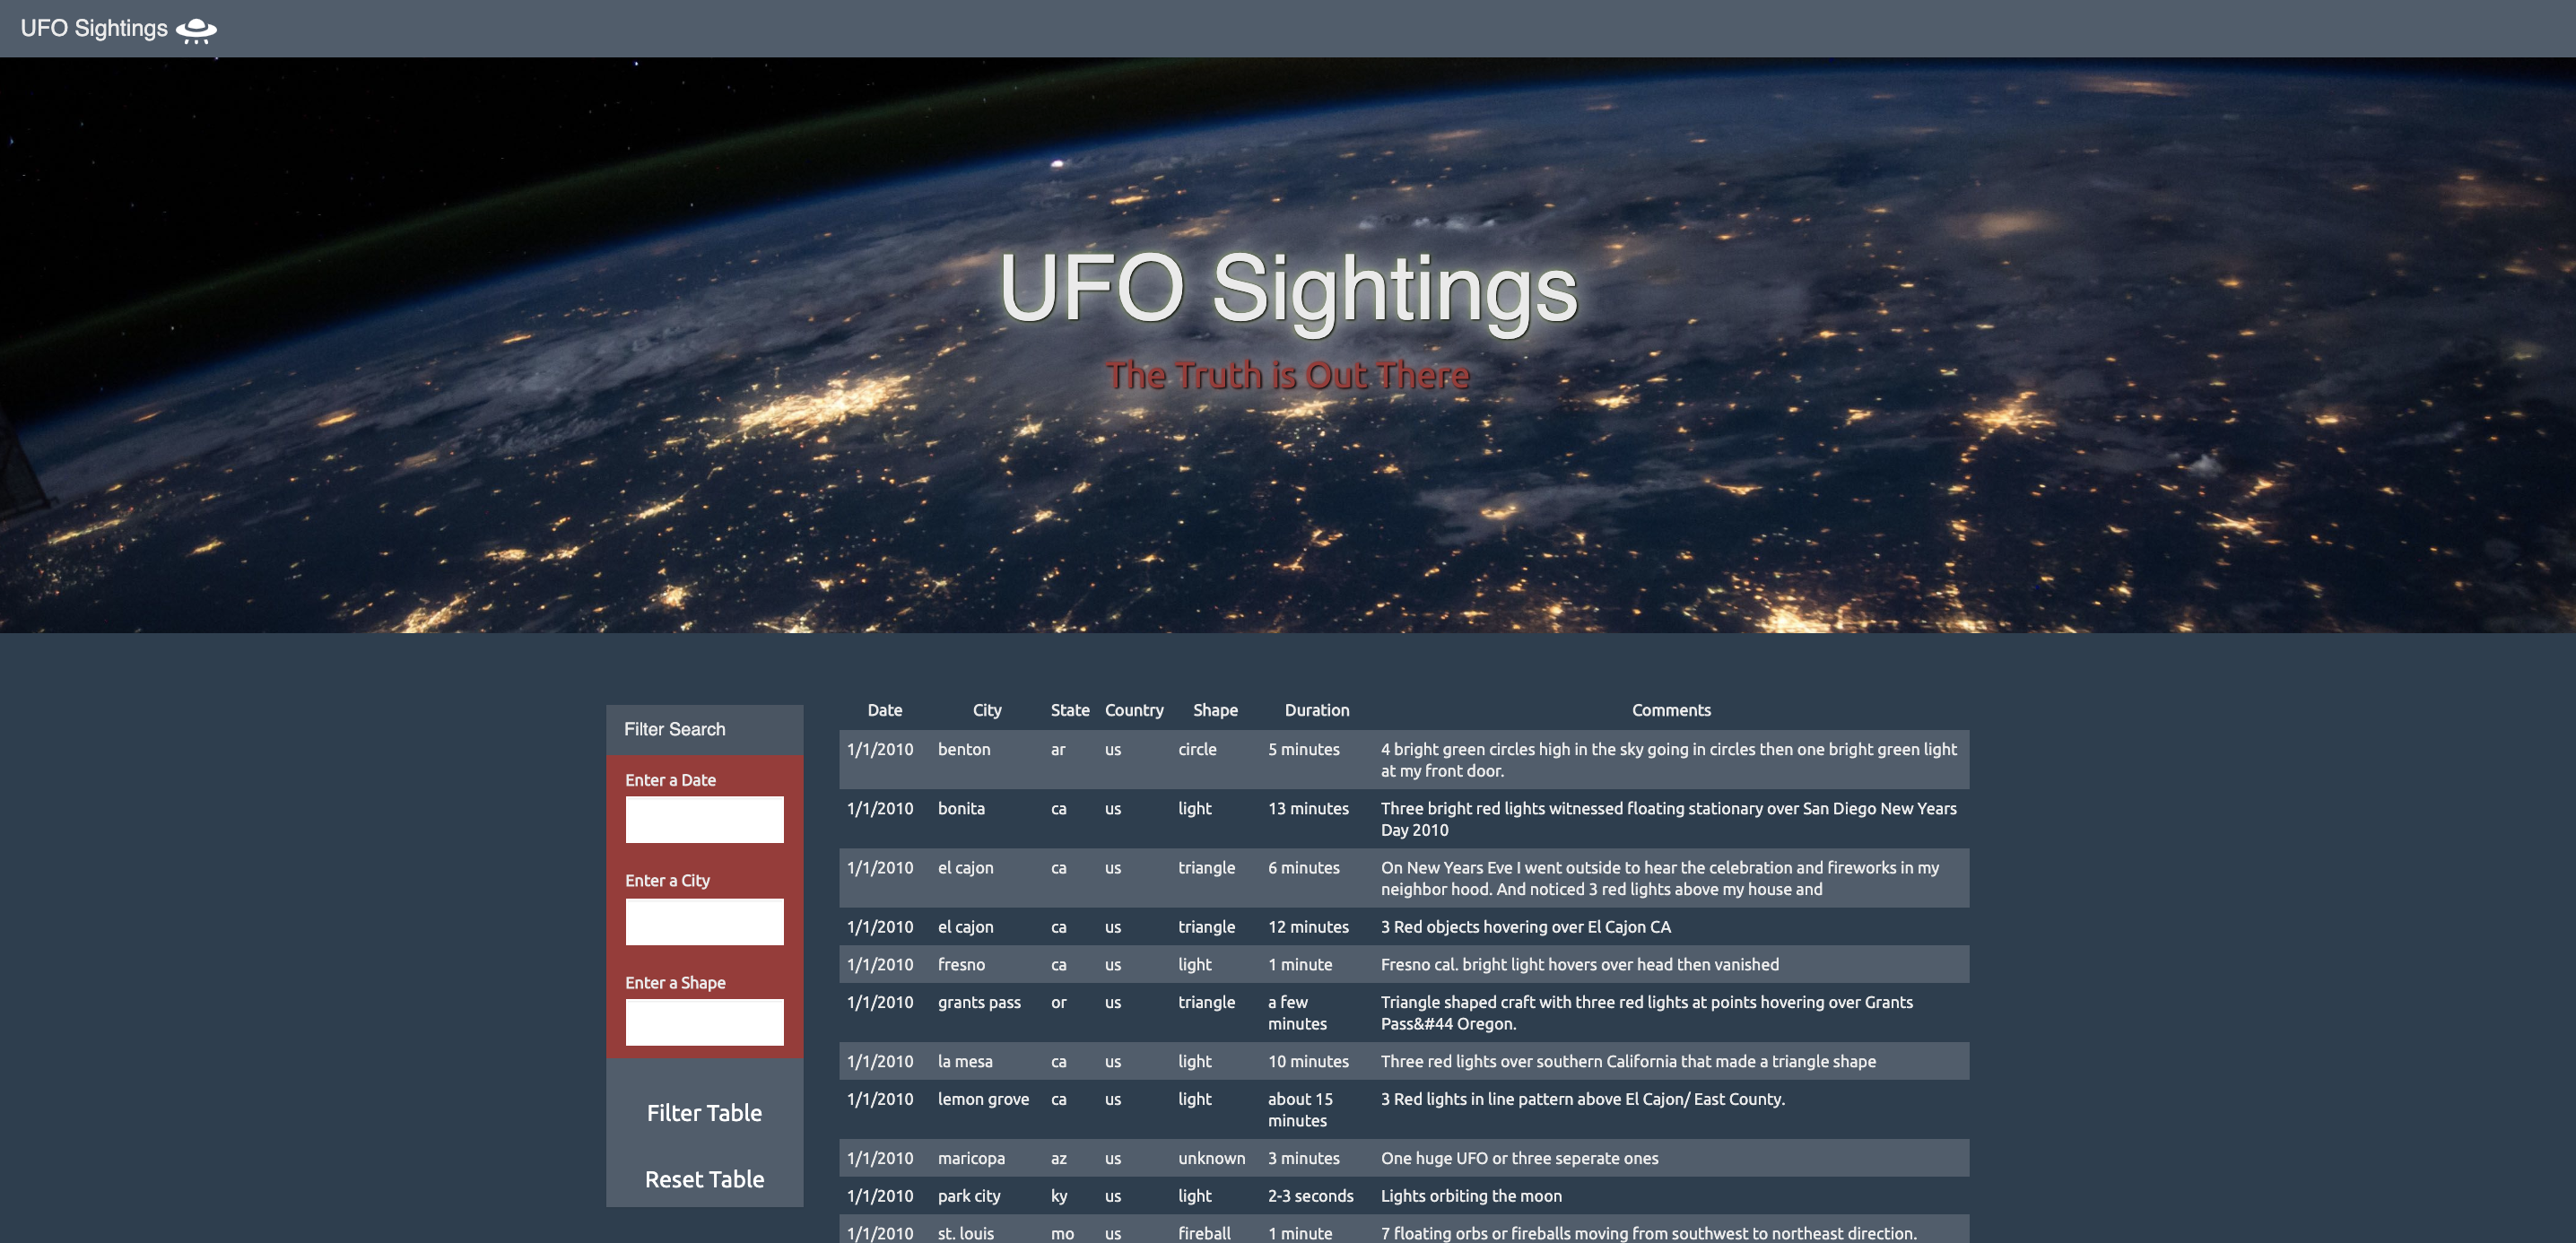 UFO Sightings
UFO Sightings
The Truth is Out There
Filter Search
Enter a Date
Enter a City
Enter a Shape
Filter Table
Reset Table
Date City State Country Shape Duration Comments
1/1/2010 benton ar us circle 5 minutes 4 bright green circles high in the sky going in circles then one bright green light
at my front door.
1/1/2010 bonita ca us light 13 minutes Three bright red lights witnessed floating stationary over San Diego New Years
Day 2010
1/1/2010 el cajon ca us triangle 6 minutes On New Years Eve I went outside to hear the celebration and fireworks in my
neighbor hood. And noticed 3 red lights above my house and
1/1/2010 el cajon ca us triangle 12 minutes 3 Red objects hovering over El Cajon CA
1/1/2010 fresno ca us light 1 minute Fresno cal. bright light hovers over head then vanished
1/1/2010 grants pass or us triangle a few Triangle shaped craft with three red lights at points hovering over Grants
minutes Pass&#44 Oregon.
1/1/2010 la mesa ca us light 10 minutes Three red lights over southern California that made a triangle shape
1/1/2010 lemon grove ca us light about 15 3 Red lights in line pattern above El Cajon/ East County.
minutes
1/1/2010 maricopa az us unknown 3 minutes One huge UFO or three seperate ones
1/1/2010 park city ky us light 2-3 seconds Lights orbiting the moon
1/1/2010 st. louis mo us fireball 1 minute 7 floating orbs or fireballs moving from southwest to northeast direction.